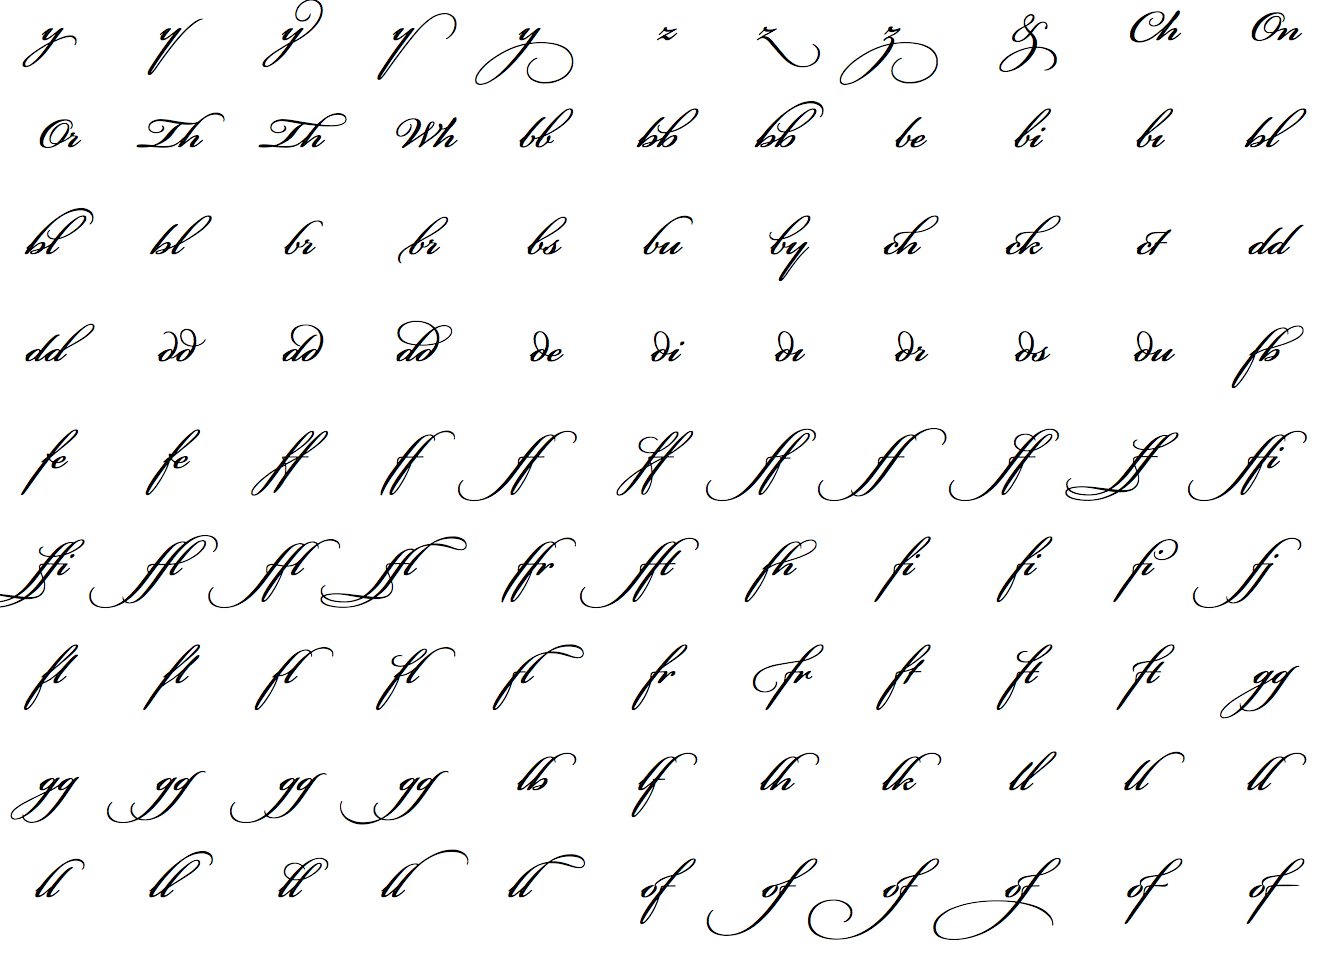 y y y y y z z z & Ch On
Or Th Th Wh bb bb bb be bi bı bl
bl bl br br bs bu by ch ck ct dd
dd dd dd dd de di dı dr ds du fb
fe fe ff ff ff ff ff ff ff ff ffi
ffi ffl ffl ffl ffr fft fh fi fi fi fj
fl fl fl fl fl fr fr ft ft ft gg
gg gg gg gg lb lf lh lk ll ll ll
ll ll ll ll ll of of of of of of